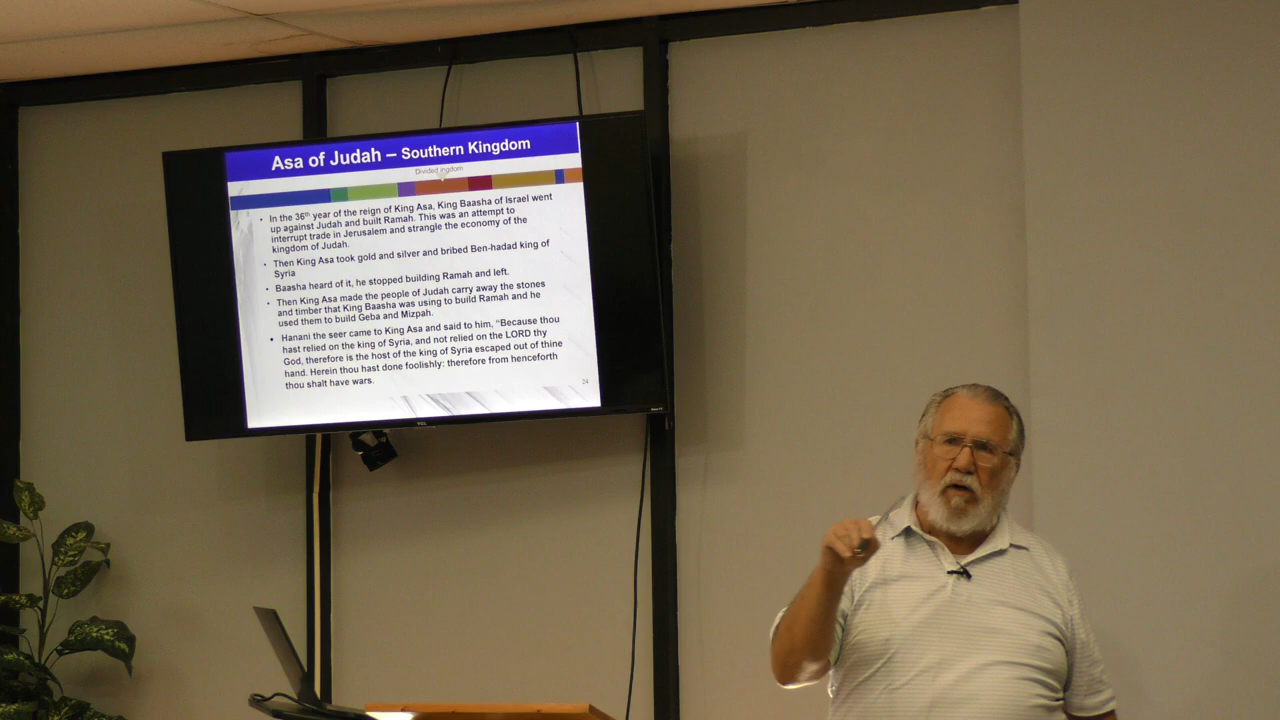 Asa of Judah – Southern Kingdom
Divided ingdom
• In the 36th year of the reign of King Asa, King Baasha of Israel went
up against Judah and built Ramah. This was an attempt to
interrupt trade in Jerusalem and strangle the economy of the
kingdom of Judah.
• Then King Asa took gold and silver and bribed Ben-hadad king of
Syria
• Baasha heard of it, he stopped building Ramah and left.
• Then King Asa made the people of Judah carry away the stones
and timber that King Baasha was using to build Ramah and he
used them to build Geba and Mizpah.
• Hanani the seer came to King Asa and said to him, “Because thou
hast relied on the king of Syria, and not relied on the LORD thy
God, therefore is the host of the king of Syria escaped out of thine
hand. Herein thou hast done foolishly: therefore from henceforth
thou shalt have wars.
24
TCL